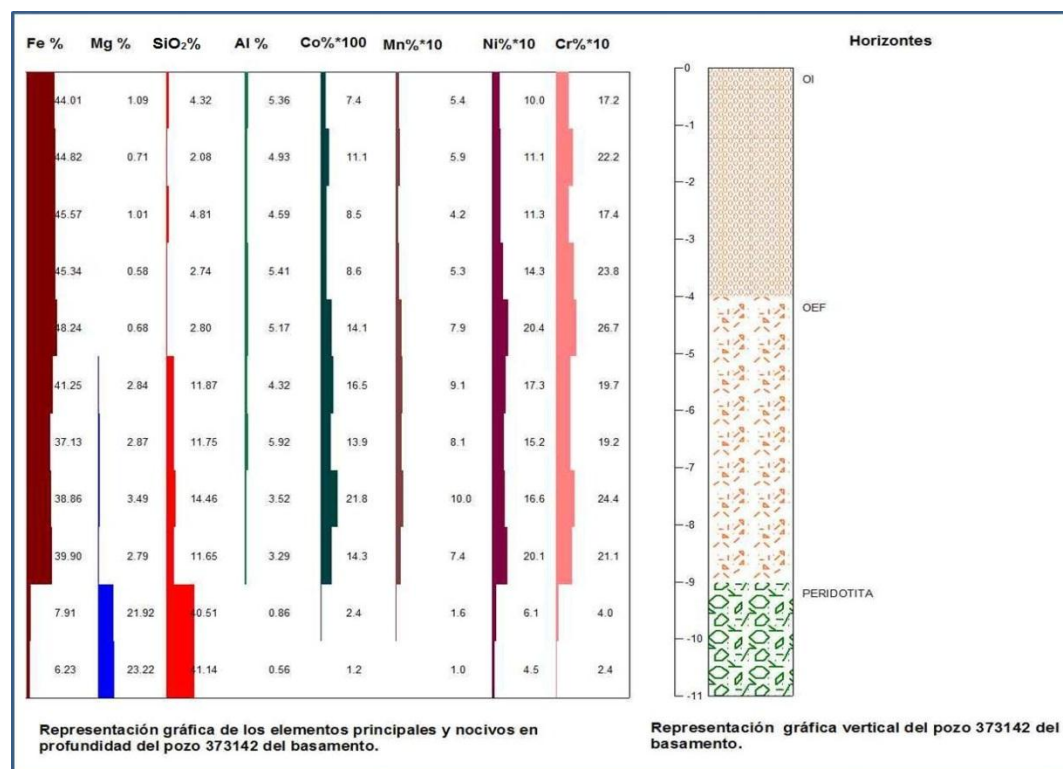 Fe % Mg % SiO₂% Al % Co%*100 Mn%*10 Ni%*10 Cr%*10
44.01 1.09 4.32 5.36 7.4 5.4 10.0 17.2
44.82 0.71 2.08 4.93 11.1 5.9 11.1 22.2
45.57 1.01 4.81 4.59 8.5 4.2 11.3 17.4
45.34 0.58 2.74 5.41 8.6 5.3 14.3 23.8
48.24 0.68 2.80 5.17 14.1 7.9 20.4 26.7
41.25 2.84 11.87 4.32 16.5 9.1 17.3 19.7
37.13 2.87 11.75 5.92 13.9 8.1 15.2 19.2
38.86 3.49 14.46 3.52 21.8 10.0 16.6 24.4
39.90 2.79 11.65 3.29 14.3 7.4 20.1 21.1
7.91 21.92 40.51 0.86 2.4 1.6 6.1 4.0
6.23 23.22 41.14 0.56 1.2 1.0 4.5 2.4
Representación gráfica de los elementos principales y nocivos en
profundidad del pozo 373142 del basamento.
Horizontes
0
OI
-1
-2
-3
-4
OEF
-5
-6
-7
-8
-9
PERIDOTITA
-10
-11
Representación gráfica vertical del pozo 373142 del
basamento.